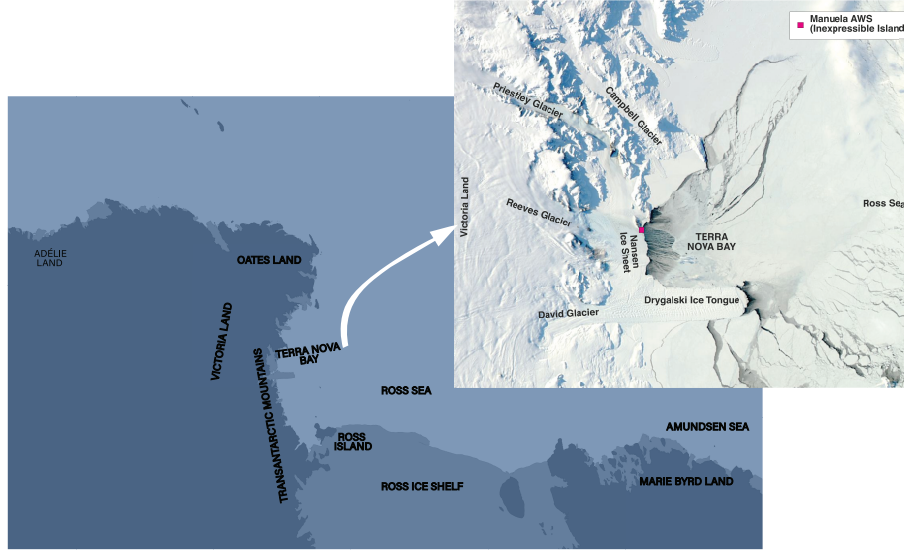 Manuela AWS
(Inexpressible Island
Priestley Glacier
Campbell Glacier
Victoria Land
Reeves Glacier
Ross Sea
TERRA
NOVA BAY
Nansen
Ice Sheet
Drygalski Ice Tongue
David Glacier
ADÉLIE
LAND
OATES LAND
VICTORIA LAND
TERRA NOVA
BAY
TRANSANTARCTIC MOUNTAINS
ROSS SEA
ROSS
ISLAND
AMUNDSEN SEA
ROSS ICE SHELF
MARIE BYRD LAND